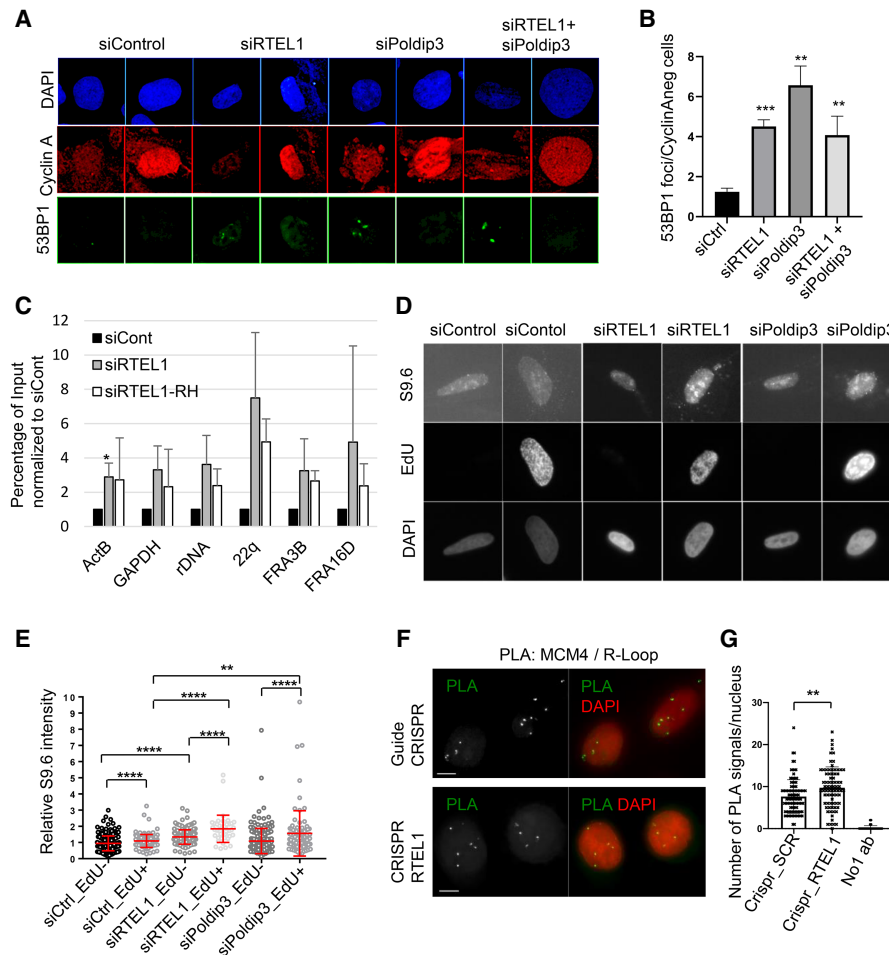 A
siControl
siRTEL1
siPoldip3
siRTEL1+
siPoldip3
DAPI
Cyclin A
53BP1
B
53BP1 foci/CyclinAneg cells
8
6
4
2
0
***
**
**
siCtrl
siRTEL1
siPoldip3
siRTEL1 +
siPoldip3
C
Percentage of Input
normalized to siCont
12
10
8
6
4
2
0
siCont
siRTEL1
siRTEL1-RH
*
ActB
GAPDH
rDNA
22q
FRA3B
FRA16D
D
siControl
siContol
siRTEL1
siRTEL1
siPoldip3
siPoldip3
S9.6
EdU
DAPI
E
Relative S9.6 intensity
10
9
8
7
6
5
4
3
2
1
0
**
****
****
****
****
****
siCtrl_EdU-
siCtrl_EdU+
siRTEL1_EdU-
siRTEL1_EdU+
siPoldip3_EdU-
siPoldip3_EdU+
F
PLA: MCM4 / R-Loop
Guide
CRISPR
PLA
PLA
DAPI
CRISPR
RTEL1
PLA
PLA DAPI
G
Number of PLA signals/nucleus
30
20
10
0
**
Crispr_SCR
Crispr_RTEL1
No1 ab